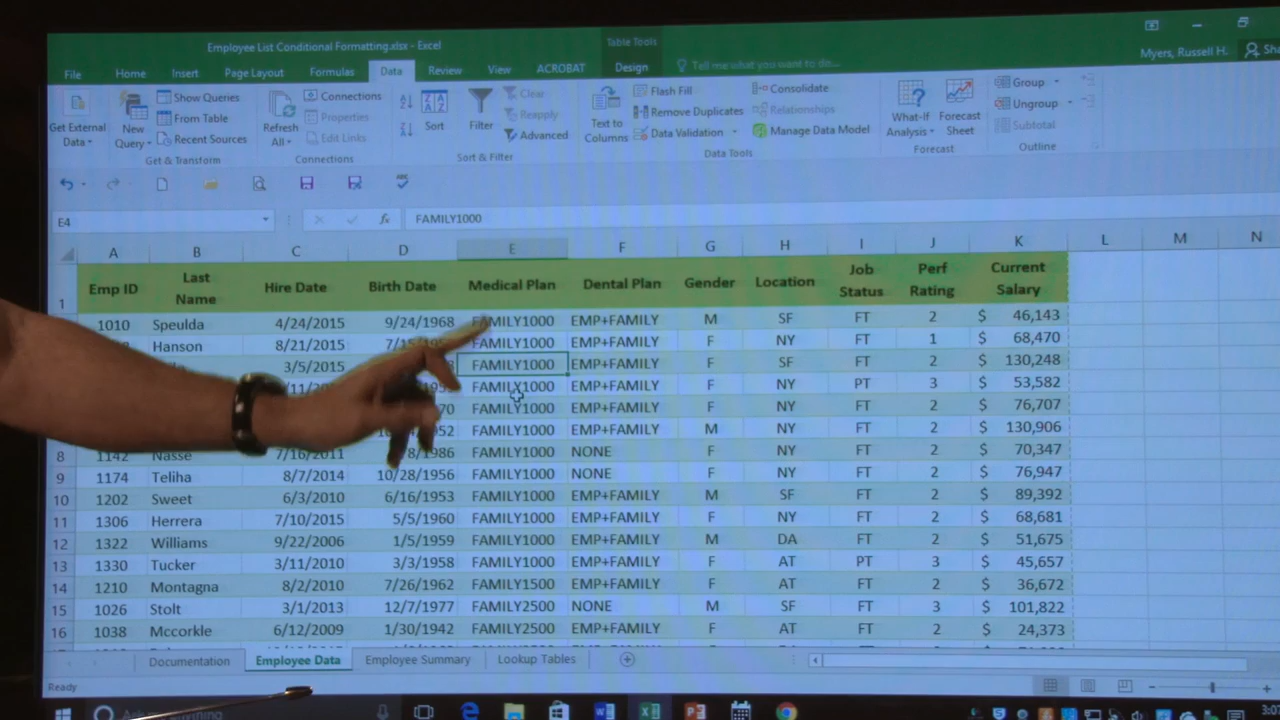 Employee List Conditional Formatting.xlsx - Excel
Table Tools
Myers, Russell H.
File Home Insert Page Layout Formulas Data Review View ACROBAT Design Tell me what you want to do... Sha
Get External Data
New Query
Show Queries
From Table
Recent Sources
Get & Transform
Refresh All
Connections
Properties
Edit Links
Connections
Sort
Filter
Clear
Reapply
Advanced
Sort & Filter
Text to Columns
Flash Fill
Remove Duplicates
Data Validation
Consolidate
Relationships
Manage Data Model
Data Tools
What-If Analysis
Forecast Sheet
Forecast
Group
Ungroup
Subtotal
Outline
E4 fx FAMILY1000
A B C D E F G H I J K L M N
1 Emp ID Last Name Hire Date Birth Date Medical Plan Dental Plan Gender Location Job Status Perf Rating Current Salary
1010 Speulda 4/24/2015 9/24/1968 FAMILY1000 EMP+FAMILY M SF FT 2 $ 46,143
Hanson 8/21/2015 FAMILY1000 EMP+FAMILY F NY FT 1 $ 68,470
3/5/2015 FAMILY1000 EMP+FAMILY F SF FT 2 $ 130,248
FAMILY1000 EMP+FAMILY F NY PT 3 $ 53,582
FAMILY1000 EMP+FAMILY F NY FT 2 $ 76,707
FAMILY1000 EMP+FAMILY M NY FT 2 $ 130,906
8 1142 Nasse 7/16/2011 8/1986 FAMILY1000 NONE F NY FT 2 $ 70,347
9 1174 Teliha 8/7/2014 10/28/1956 FAMILY1000 NONE F NY FT 2 $ 76,947
10 1202 Sweet 6/3/2010 6/16/1953 FAMILY1000 EMP+FAMILY M SF FT 2 $ 89,392
11 1306 Herrera 7/10/2015 5/5/1960 FAMILY1000 EMP+FAMILY F NY FT 2 $ 68,681
12 1322 Williams 9/22/2006 1/5/1959 FAMILY1000 EMP+FAMILY M DA FT 2 $ 51,675
13 1330 Tucker 3/11/2010 3/3/1958 FAMILY1000 EMP+FAMILY F AT PT 3 $ 45,657
14 1210 Montagna 8/2/2010 7/26/1962 FAMILY1500 EMP+FAMILY F AT FT 2 $ 36,672
15 1026 Stolt 3/1/2013 12/7/1977 FAMILY2500 NONE M SF FT 3 $ 101,822
16 1038 Mccorkle 6/12/2009 1/30/1942 FAMILY2500 EMP+FAMILY F AT FT 2 $ 24,373
Documentation Employee Data Employee Summary Lookup Tables
Ready
Ask me anything 3:07